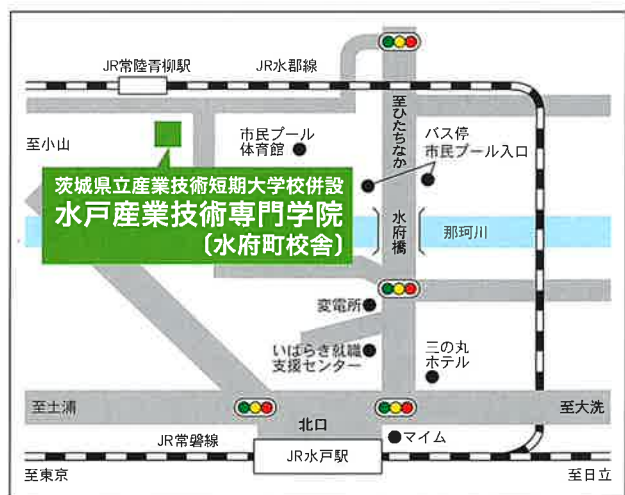 JR常陸青柳駅
JR水郡線
至ひたちなか
至小山
市民プール
体育館
バス停
市民プール入口
茨城県立産業技術短期大学校併設
水戸産業技術専門学院
〔水府町校舎〕
水府橋
那珂川
変電所
いばらき就職
支援センター
三の丸
ホテル
至土浦
至大洗
北口
マイム
JR常磐線
JR水戸駅
至東京
至日立